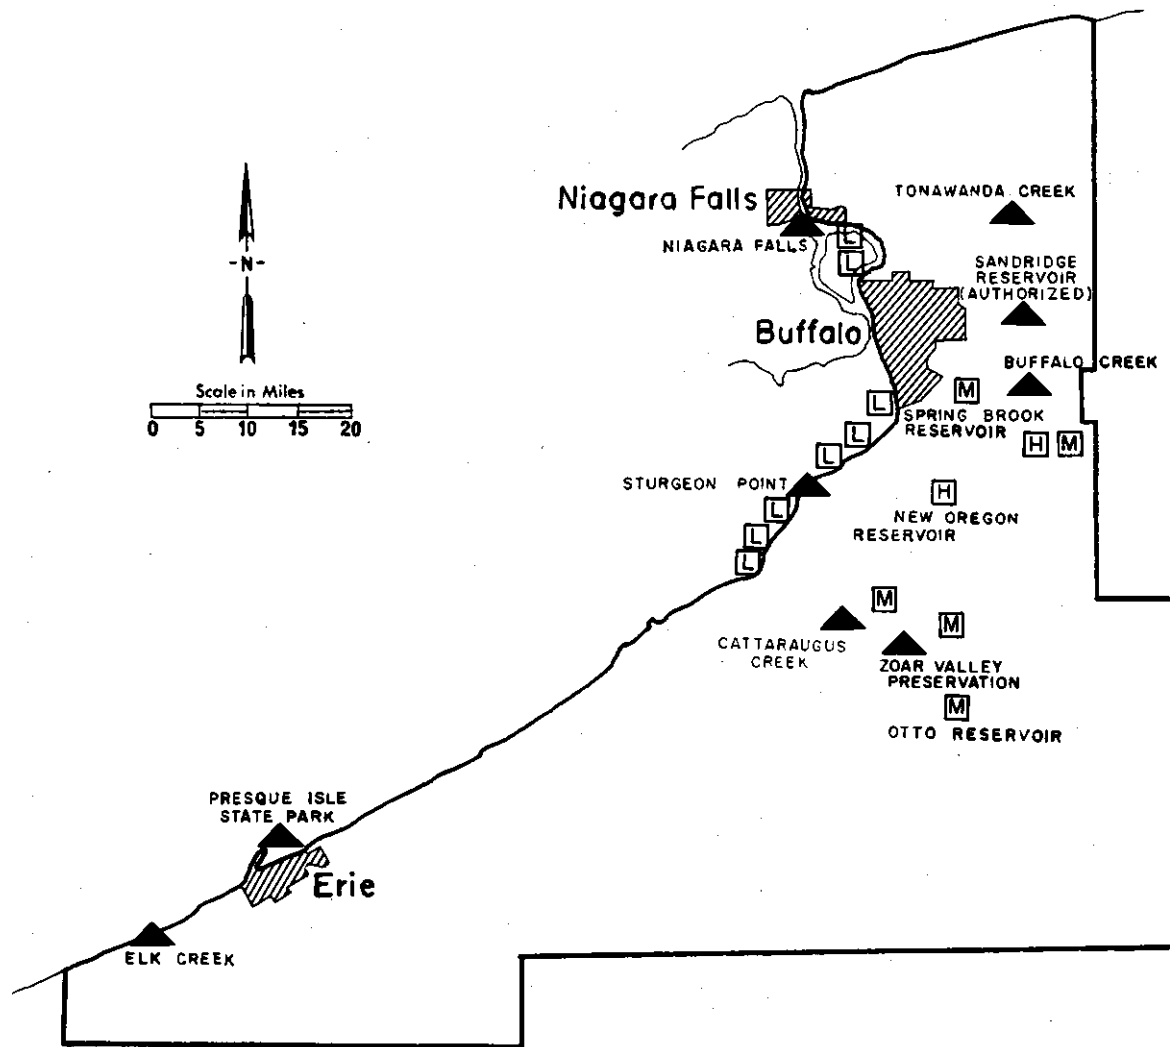 Niagara Falls
TONAWANDA CREEK
NIAGARA FALLS
L
L
SANDRIDGE
RESERVOIR
(AUTHORIZED)
-N-
Buffalo
BUFFALO CREEK
Scale in Miles
0 5 10 15 20
L
M
SPRING BROOK
RESERVOIR
L
H M
L
STURGEON POINT
H
L
NEW OREGON
RESERVOIR
L
L
M
M
CATTARAUGUS
CREEK
ZOAR VALLEY
PRESERVATION
M
OTTO RESERVOIR
PRESQUE ISLE
STATE PARK
Erie
ELK CREEK